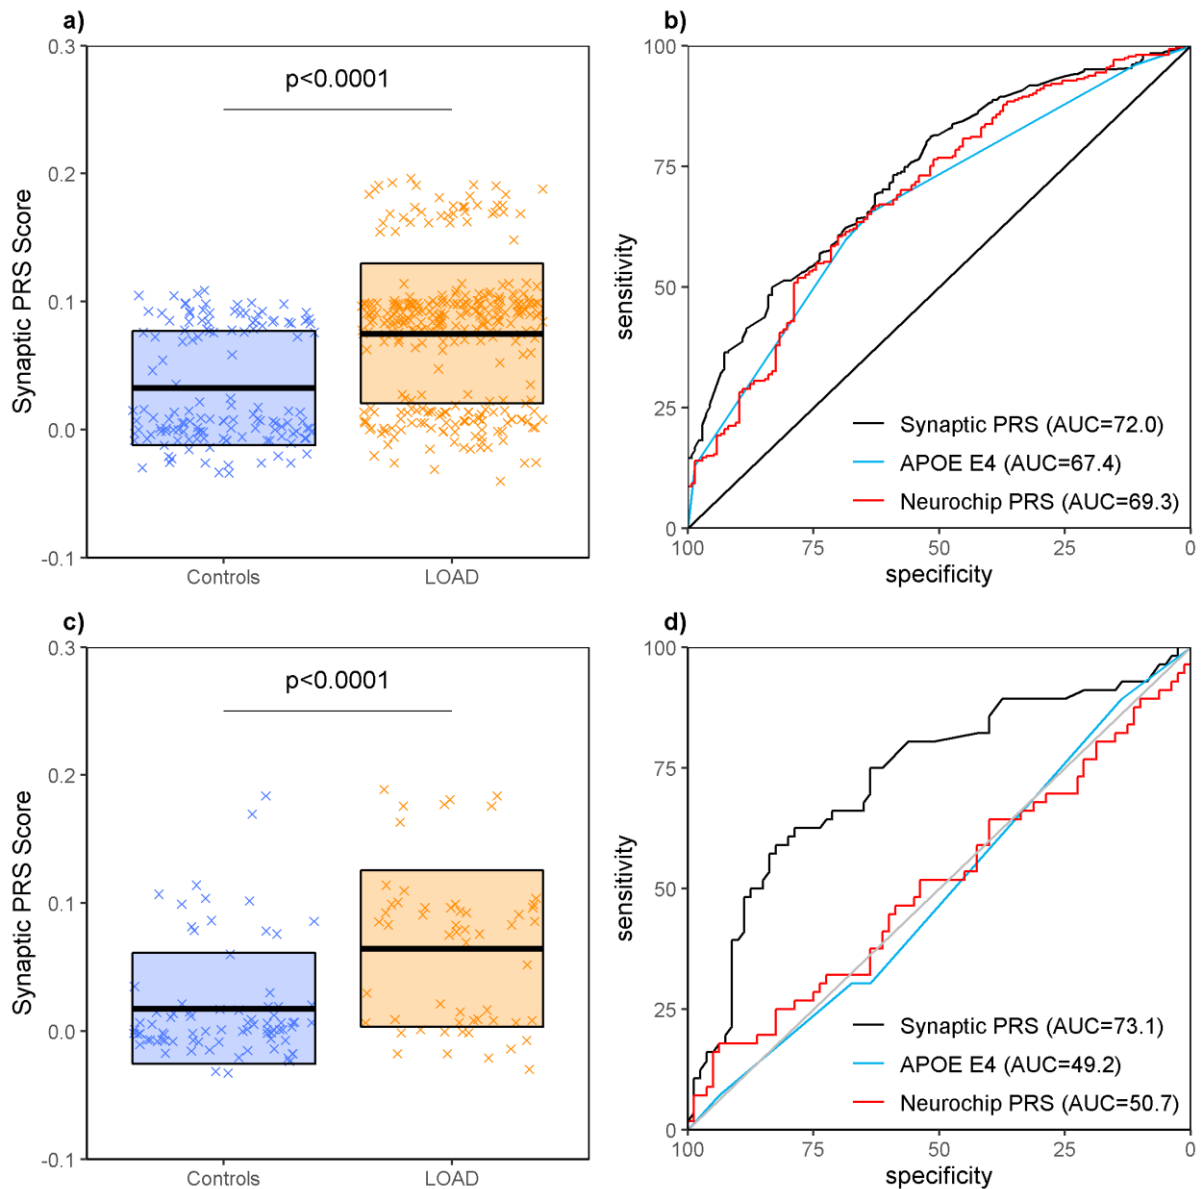 a)
Synaptic PRS Score
0.3
0.2
0.1
0.0
-0.1
p<0.0001
Controls
LOAD
b)
sensitivity
100
75
50
25
0
Synaptic PRS (AUC=72.0)
APOE E4 (AUC=67.4)
Neurochip PRS (AUC=69.3)
100
75
50
25
0
specificity
c)
Synaptic PRS Score
0.3
0.2
0.1
0.0
-0.1
p<0.0001
Controls
LOAD
d)
sensitivity
100
75
50
25
0
Synaptic PRS (AUC=73.1)
APOE E4 (AUC=49.2)
Neurochip PRS (AUC=50.7)
100
75
50
25
0
specificity